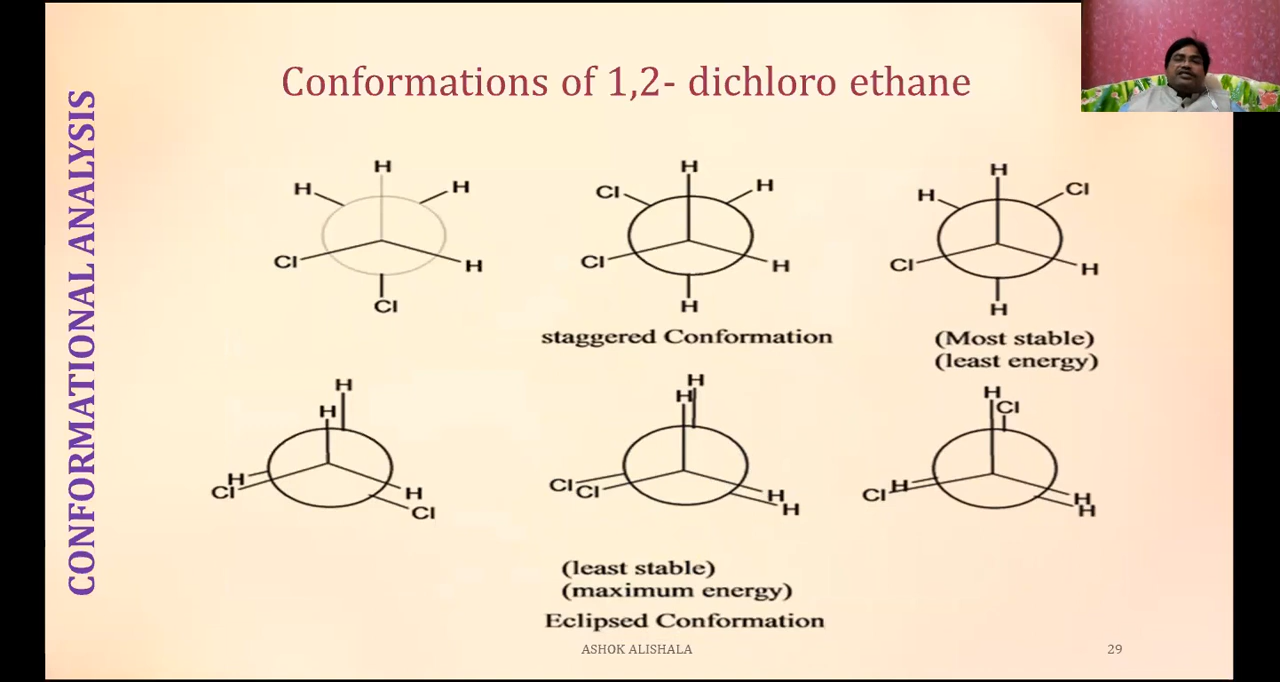 CONFORMATIONAL ANALYSIS
Conformations of 1,2- dichloro ethane
H
H H
Cl H
Cl
H
Cl H
Cl H
H
staggered Conformation
H
H Cl
Cl H
H
(Most stable)
(least energy)
H
H
H
Cl
H
Cl
H
H
Cl Cl
H
H
(least stable)
(maximum energy)
Eclipsed Conformation
H
Cl
H
Cl
H
H
ASHOK ALISHALA
29